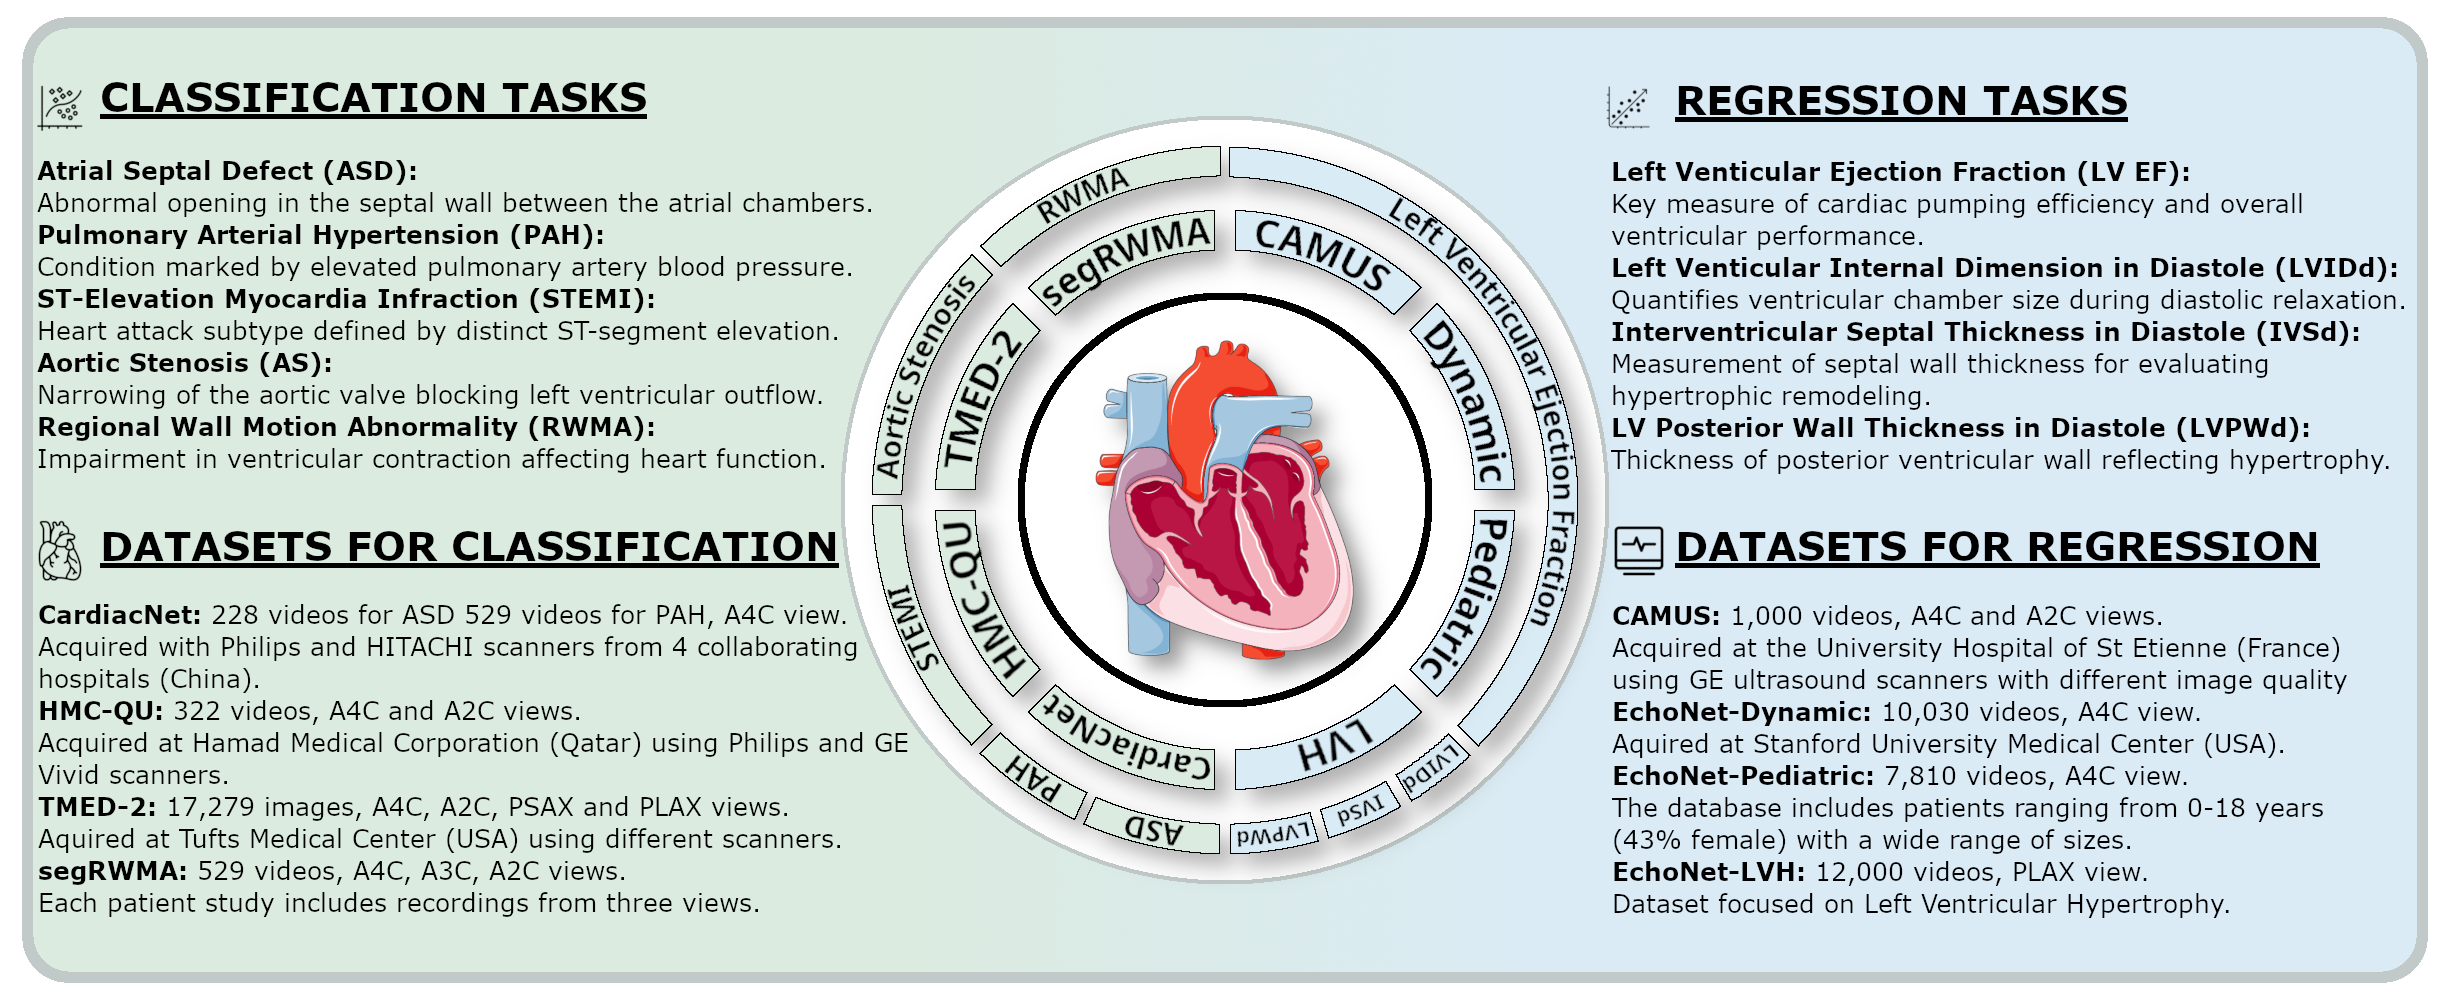 CLASSIFICATION TASKS
Atrial Septal Defect (ASD):
Abnormal opening in the septal wall between the atrial chambers.
Pulmonary Arterial Hypertension (PAH):
Condition marked by elevated pulmonary artery blood pressure.
ST-Elevation Myocardia Infraction (STEMI):
Heart attack subtype defined by distinct ST-segment elevation.
Aortic Stenosis (AS):
Narrowing of the aortic valve blocking left ventricular outflow.
Regional Wall Motion Abnormality (RWMA):
Impairment in ventricular contraction affecting heart function.
DATASETS FOR CLASSIFICATION
CardiacNet: 228 videos for ASD 529 videos for PAH, A4C view.
Acquired with Philips and HITACHI scanners from 4 collaborating
hospitals (China).
HMC-QU: 322 videos, A4C and A2C views.
Acquired at Hamad Medical Corporation (Qatar) using Philips and GE
Vivid scanners.
TMED-2: 17,279 images, A4C, A2C, PSAX and PLAX views.
Aquired at Tufts Medical Center (USA) using different scanners.
segRWMA: 529 videos, A4C, A3C, A2C views.
Each patient study includes recordings from three views.
RWMA
Aortic Stenosis
STEMI
PAH
ASD
LVPWd
IVSd
LVIDd
Left Ventricular Ejection Fraction
segRWMA
TMED-2
HMC-QU
CardiacNet
LVH
Pediatric
Dynamic
CAMUS
REGRESSION TASKS
Left Ventricular Ejection Fraction (LV EF):
Key measure of cardiac pumping efficiency and overall
ventricular performance.
Left Ventricular Internal Dimension in Diastole (LVIDd):
Quantifies ventricular chamber size during diastolic relaxation.
Interventricular Septal Thickness in Diastole (IVSd):
Measurement of septal wall thickness for evaluating
hypertrophic remodeling.
LV Posterior Wall Thickness in Diastole (LVPWd):
Thickness of posterior ventricular wall reflecting hypertrophy.
DATASETS FOR REGRESSION
CAMUS: 1,000 videos, A4C and A2C views.
Acquired at the University Hospital of St Etienne (France)
using GE ultrasound scanners with different image quality
EchoNet-Dynamic: 10,030 videos, A4C view.
Aquired at Stanford University Medical Center (USA).
EchoNet-Pediatric: 7,810 videos, A4C view.
The database includes patients ranging from 0-18 years
(43% female) with a wide range of sizes.
EchoNet-LVH: 12,000 videos, PLAX view.
Dataset focused on Left Ventricular Hypertrophy.